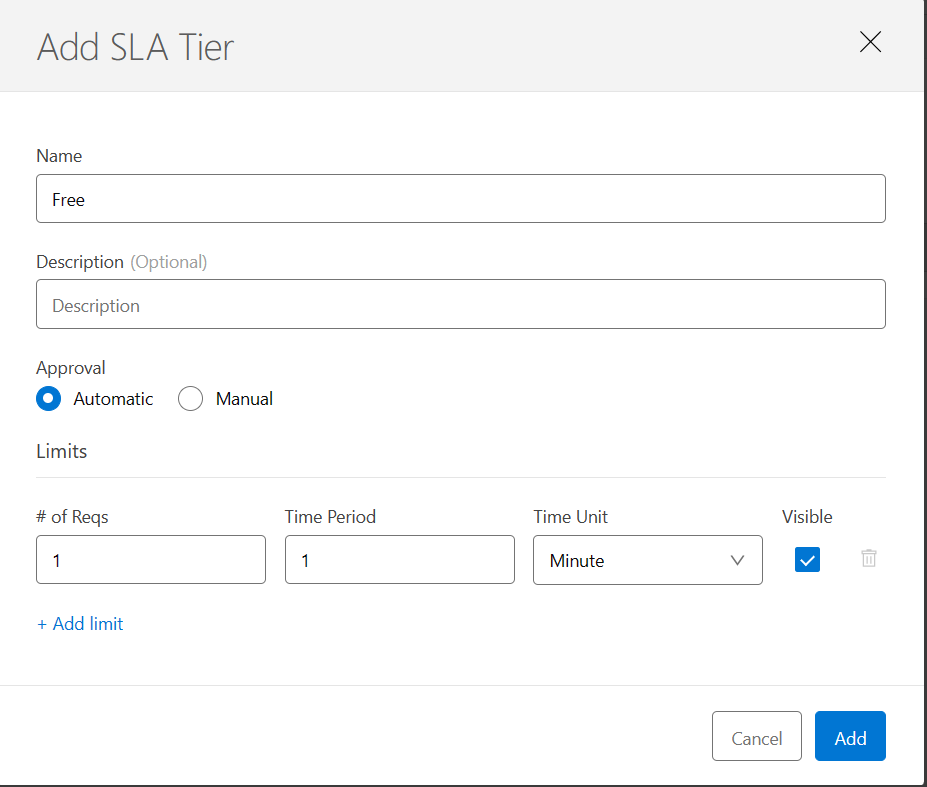 Add SLA Tier
Name
Free
Description (Optional)
Description
Approval
Automatic Manual
Limits
# of Reqs Time Period Time Unit Visible
1 1 Minute
+ Add limit
Cancel Add